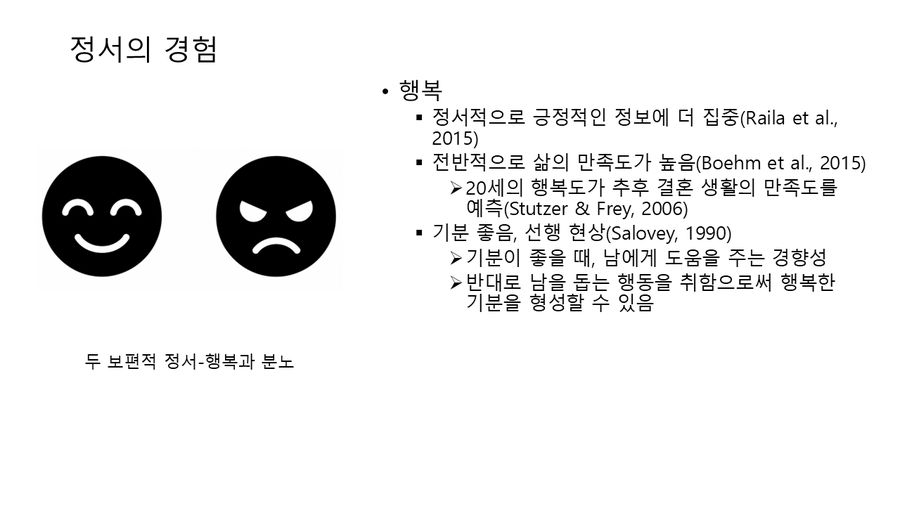 정서의 경험
• 행복
▪ 정서적으로 긍정적인 정보에 더 집중(Raila et al.,
2015)
▪ 전반적으로 삶의 만족도가 높음(Boehm et al., 2015)
➢20세의 행복도가 추후 결혼 생활의 만족도를
예측(Stutzer & Frey, 2006)
▪ 기분 좋음, 선행 현상(Salovey, 1990)
➢기분이 좋을 때, 남에게 도움을 주는 경향성
➢반대로 남을 돕는 행동을 취함으로써 행복한
기분을 형성할 수 있음
두 보편적 정서-행복과 분노